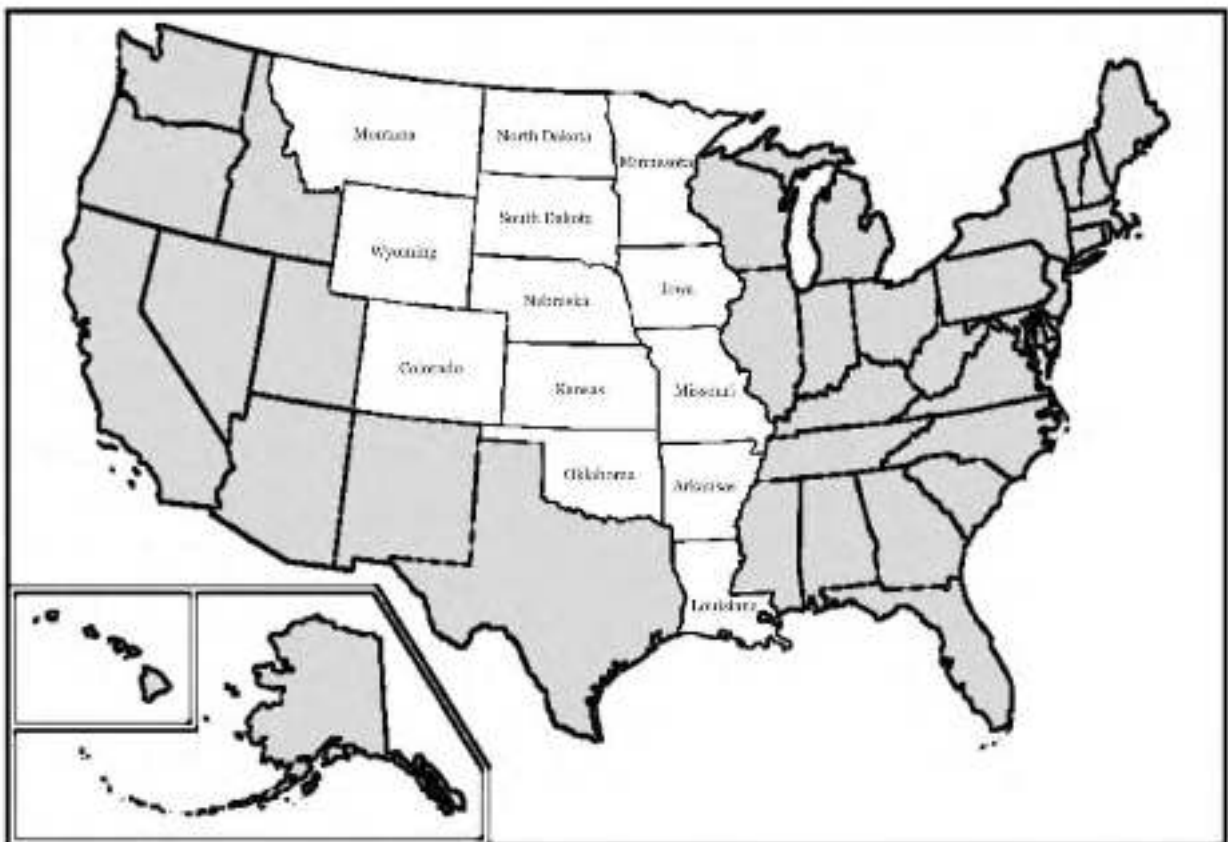 Montana
North Dakota
Minnesota
South Dakota
Wyoming
Nebraska
Iowa
Colorado
Kansas
Missouri
Oklahoma
Arkansas
Louisiana